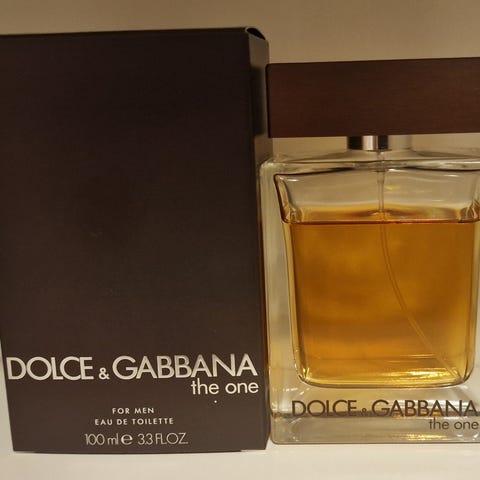 DOLCE & GABBANA
the one
FOR MEN
EAU DE TOILETTE
100 ml e 3.3 FL.OZ.
DOLCE & GABBANA
the one